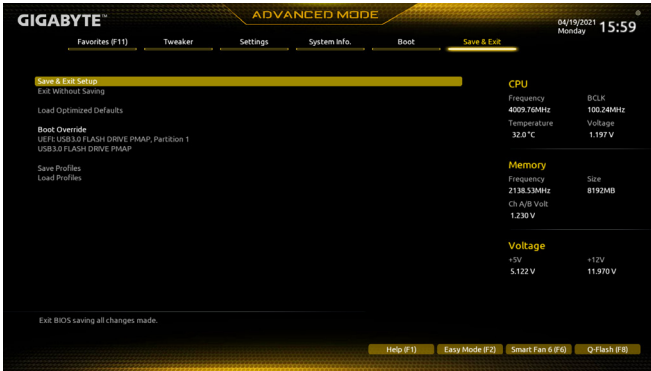 GIGABYTE™
ADVANCED MODE
04/19/2021 Monday 15:59
Favorites (F11) Tweaker Settings System Info. Boot Save & Exit
Save & Exit Setup
Exit Without Saving
Load Optimized Defaults
Boot Override
UEFI: USB3.0 FLASH DRIVE PMAP, Partition 1
USB3.0 FLASH DRIVE PMAP
Save Profiles
Load Profiles
CPU
Frequency BCLK
4009.76MHz 100.24MHz
Temperature Voltage
32.0 °C 1.197 V
Memory
Frequency Size
2138.53MHz 8192MB
Ch A/B Volt
1.230 V
Voltage
+5V +12V
5.122 V 11.970 V
Exit BIOS saving all changes made.
Help (F1) Easy Mode (F2) Smart Fan 6 (F6) Q-Flash (F8)